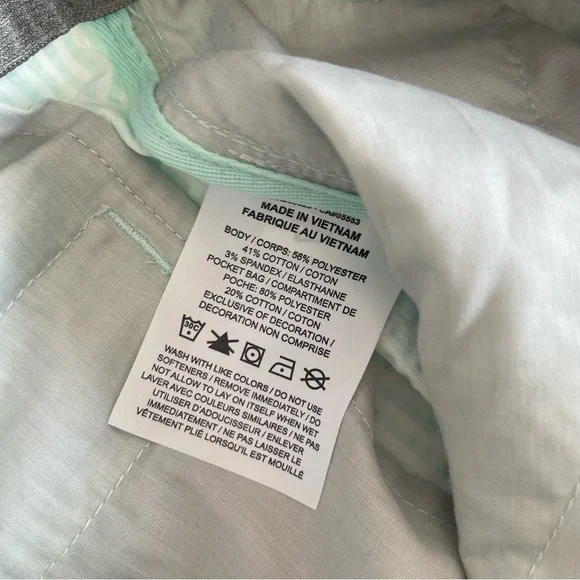 MADE IN VIETNAM
FABRIQUE AU VIETNAM
BODY / CORPS: 56% POLYESTER
41% COTTON / COTON
3% SPANDEX / ELASTHANNE
POCKET BAG / COMPARTIMENT DE
POCHE: 80% POLYESTER
20% COTTON / COTON
EXCLUSIVE OF DECORATION /
DECORATION NON COMPRISE
30C
WASH WITH LIKE COLORS / DO NOT USE
SOFTENERS / REMOVE IMMEDIATELY / DO
NOT ALLOW TO LAY ON ITSELF WHEN WET
LAVER AVEC COULEURS SIMILAIRES / NE PAS
UTILISER D'ADOUCISSEUR / ENLEVER
IMMEDIATEMENT / NE PAS LAISSER LE
VÊTEMENT PLIÉ LORSQU'IL EST MOUILLÉ